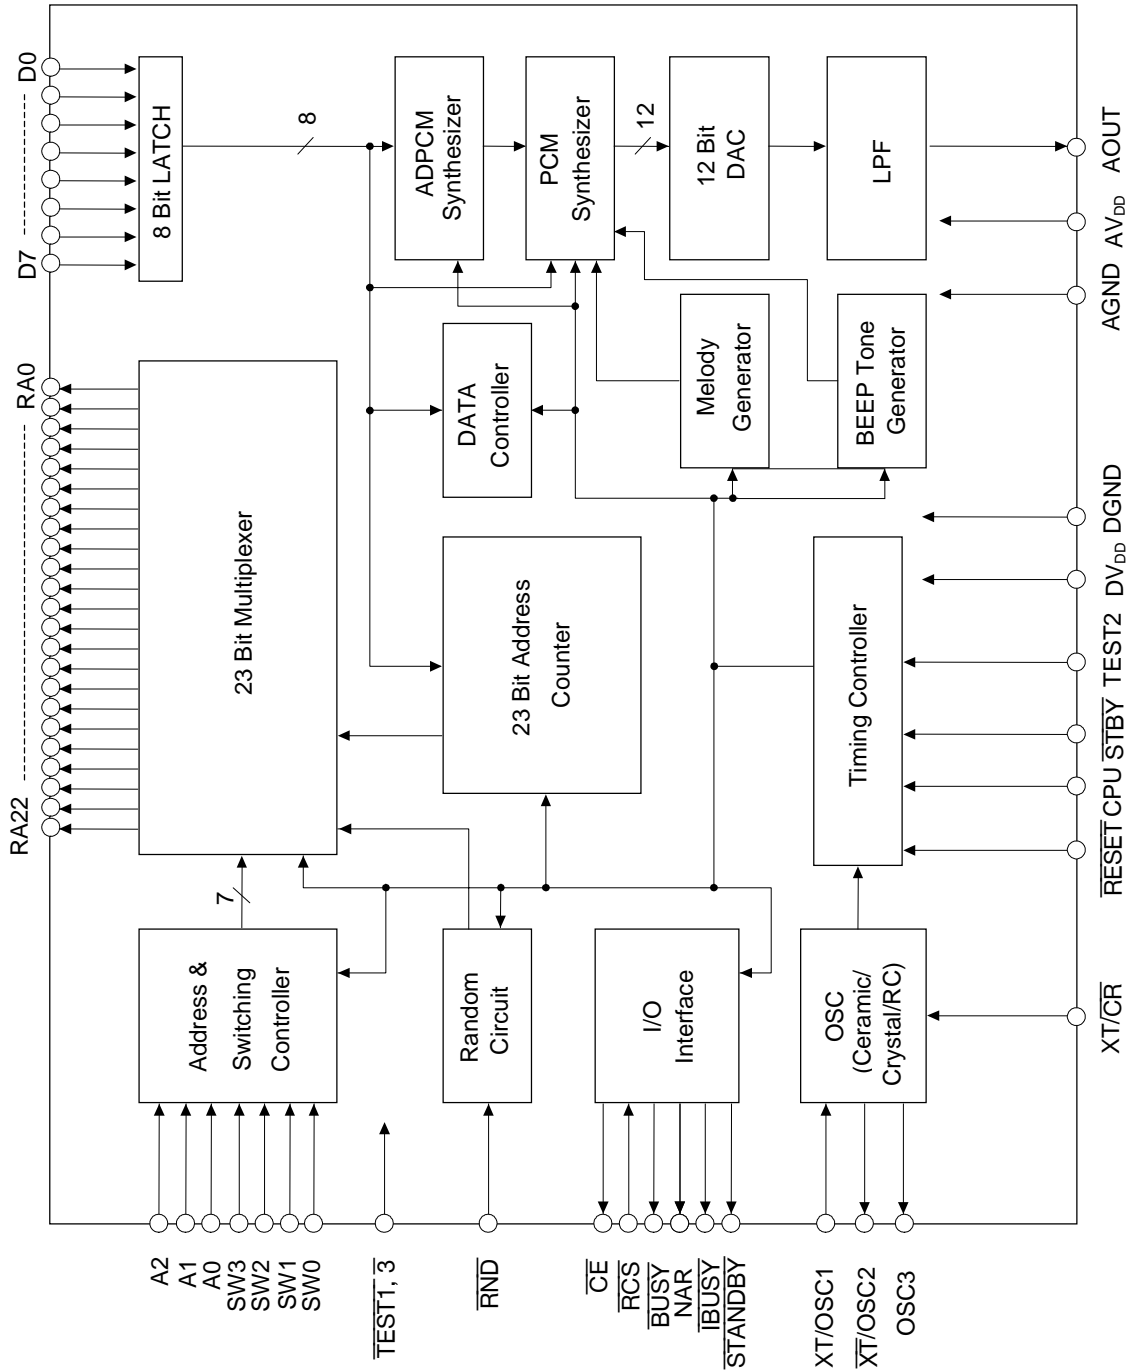 A2
A1
A0
SW3
SW2
SW1
SW0
TEST1, 3
RND
CE
RCS
BUSY
NAR
IBUSY
STANDBY
XT/OSC1
XT/OSC2
OSC3
Address &
Switching
Controller
7
Random
Circuit
I/O
Interface
OSC
(Ceramic/
Crystal/RC)
RA22
RA0
23 Bit Multiplexer
23 Bit Address
Counter
Timing Controller
DATA
Controller
Melody
Generator
BEEP Tone
Generator
D7
D0
8 Bit LATCH
8
ADPCM
Synthesizer
PCM
Synthesizer
12
12 Bit
DAC
LPF
XT/CR
RESET
CPU
STBY
TEST2
DVDD
DGND
AGND
AVDD
AOUT